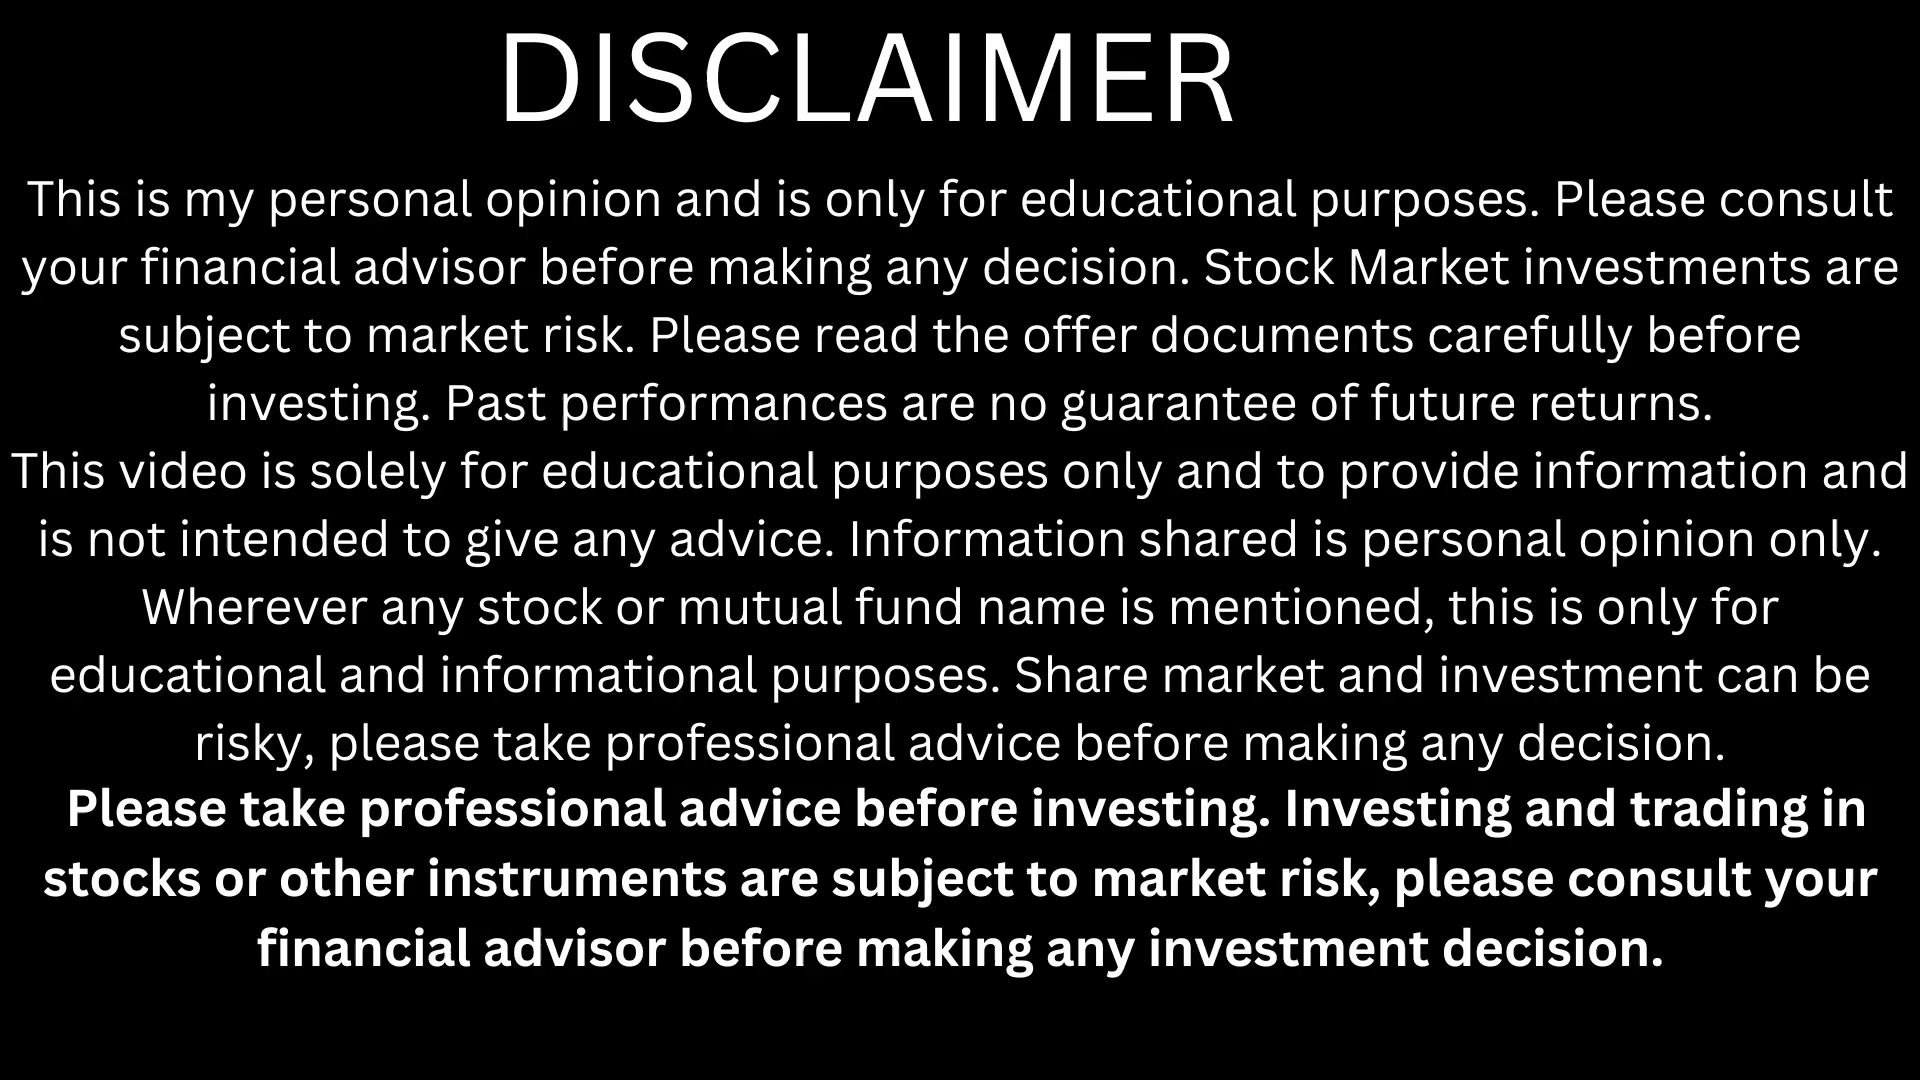 DISCLAIMER
This is my personal opinion and is only for educational purposes. Please consult
your financial advisor before making any decision. Stock Market investments are
subject to market risk. Please read the offer documents carefully before
investing. Past performances are no guarantee of future returns.
This video is solely for educational purposes only and to provide information and
is not intended to give any advice. Information shared is personal opinion only.
Wherever any stock or mutual fund name is mentioned, this is only for
educational and informational purposes. Share market and investment can be
risky, please take professional advice before making any decision.
Please take professional advice before investing. Investing and trading in
stocks or other instruments are subject to market risk, please consult your
financial advisor before making any investment decision.